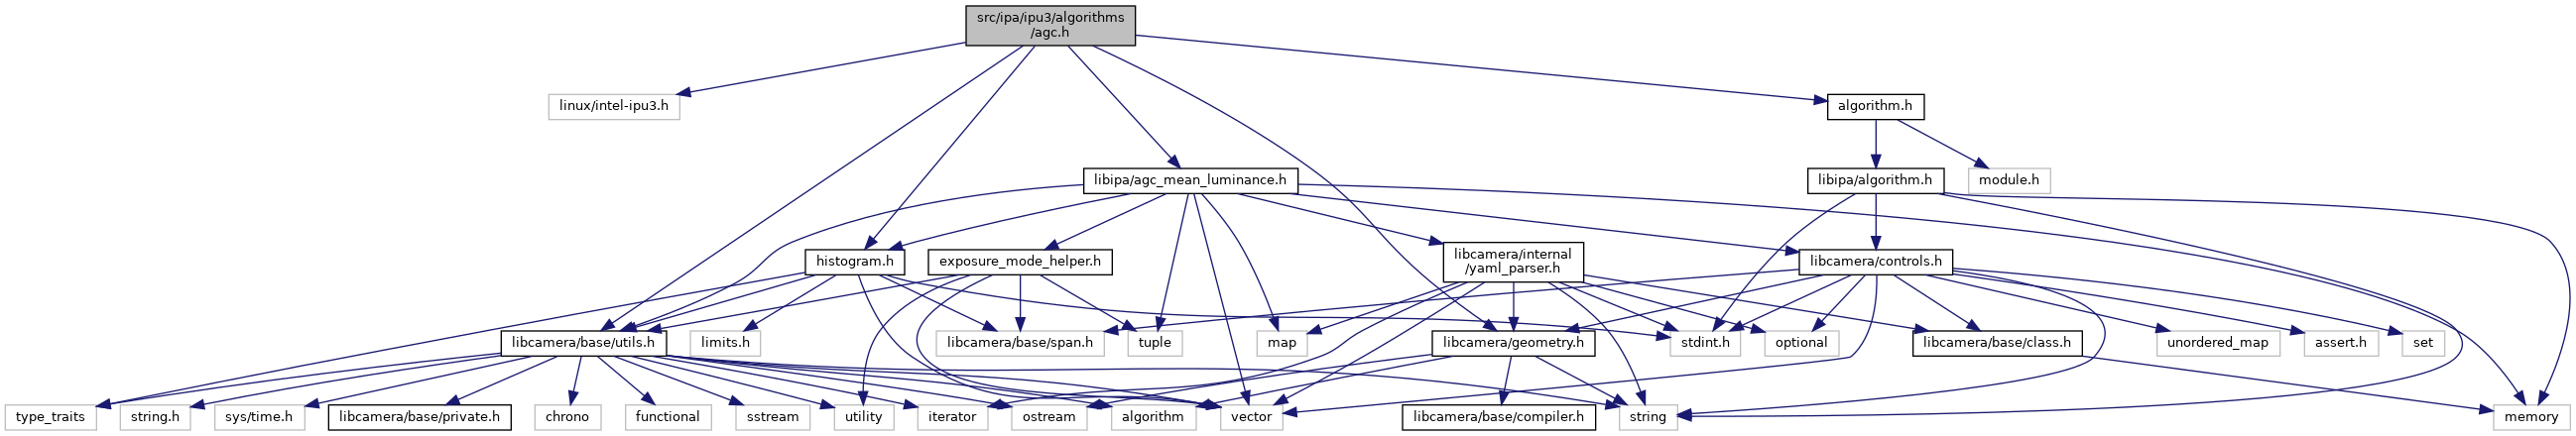 src/ipa/ipu3/algorithms
/agc.h
linux/intel-ipu3.h
algorithm.h
libipa/agc_mean_luminance.h
libipa/algorithm.h
module.h
histogram.h
exposure_mode_helper.h
libcamera/internal
/yaml_parser.h
libcamera/controls.h
libcamera/base/utils.h
limits.h
libcamera/base/span.h
tuple
map
libcamera/geometry.h
stdint.h
optional
libcamera/base/class.h
unordered_map
assert.h
set
type_traits
string.h
sys/time.h
libcamera/base/private.h
chrono
functional
sstream
utility
iterator
ostream
algorithm
vector
libcamera/base/compiler.h
string
memory